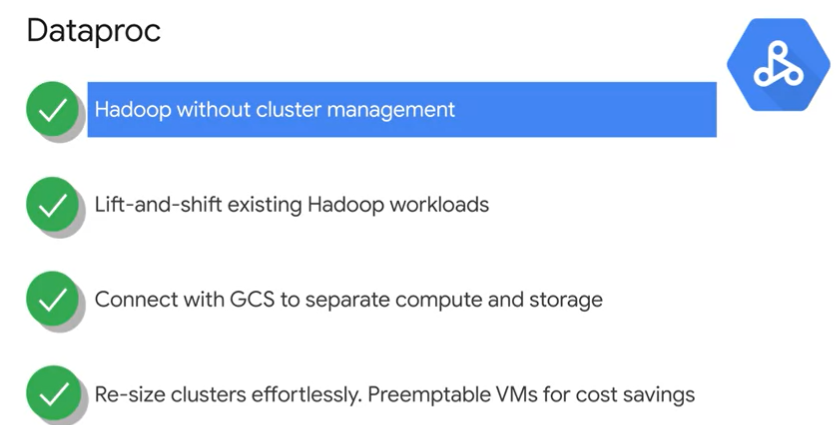 Dataproc
Hadoop without cluster management
Lift-and-shift existing Hadoop workloads
Connect with GCS to separate compute and storage
Re-size clusters effortlessly. Preemptable VMs for cost savings